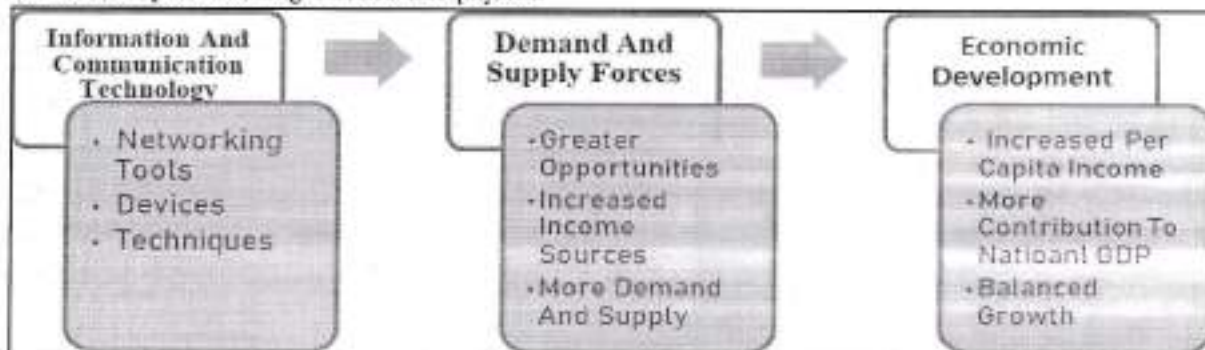 Information And
Communication
Technology
• Networking
Tools
• Devices
• Techniques
Demand And
Supply Forces
• Greater
Opportunities
• Increased
Income
Sources
• More Demand
And Supply
Economic
Development
• Increased Per
Capita Income
• More
Contribution To
Natioanl GDP
• Balanced
Growth